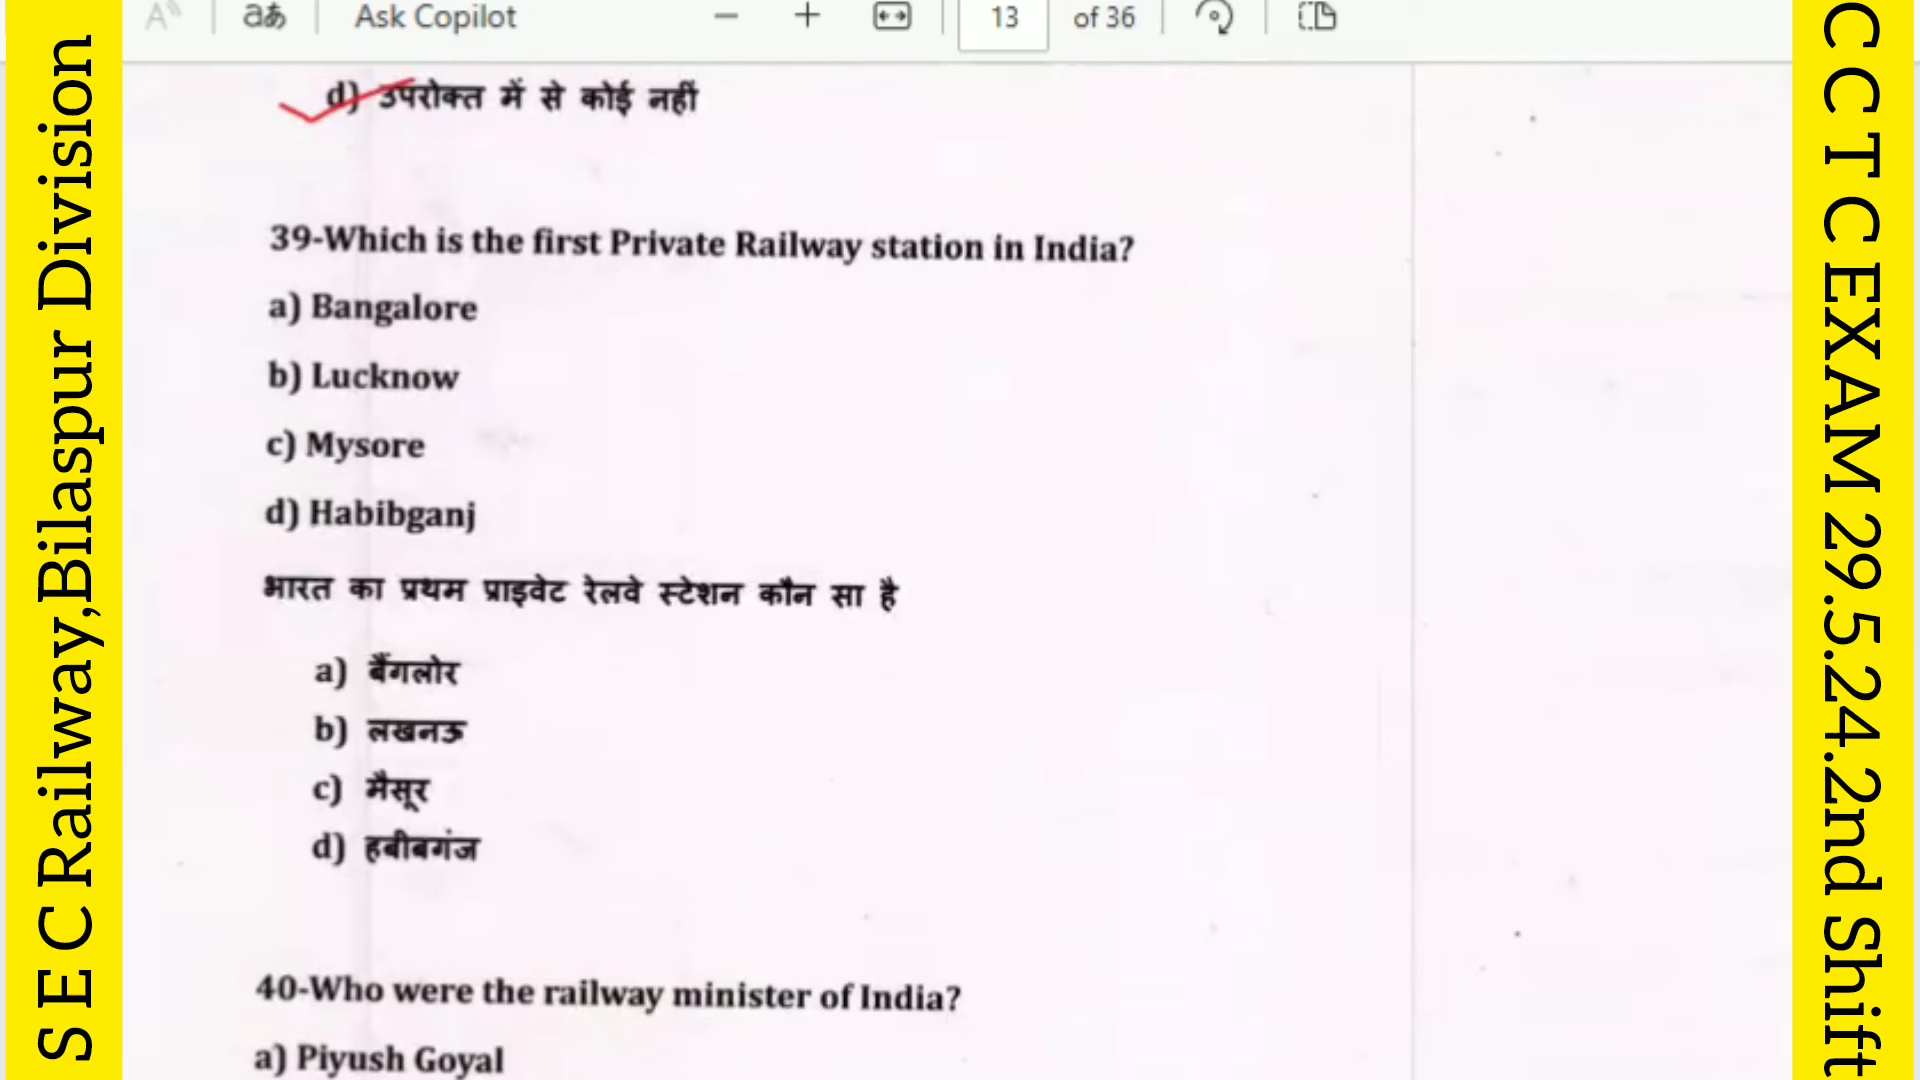 Ask Copilot
13 of 36
S E C Railway,Bilaspur Division
d) उपरोक्त में से कोई नहीं
39-Which is the first Private Railway station in India?
a) Bangalore
b) Lucknow
c) Mysore
d) Habibganj
भारत का प्रथम प्राइवेट रेलवे स्टेशन कौन सा है
a) बैंगलोर
b) लखनऊ
c) मैसूर
d) हबीबगंज
40-Who were the railway minister of India?
a) Piyush Goyal
C C T C EXAM 29.5.24.2nd Shift